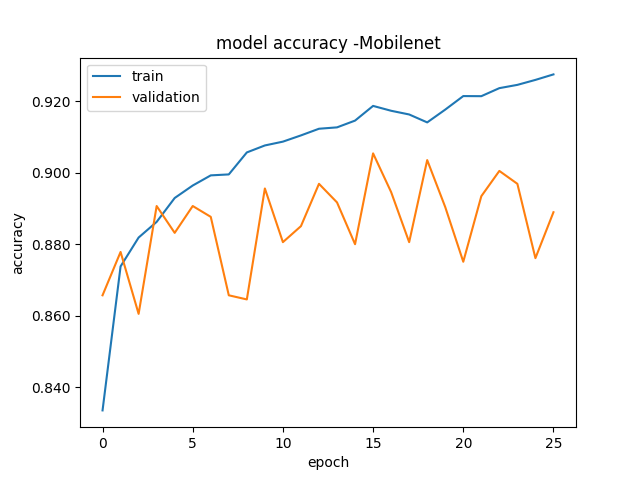 model accuracy -Mobilenet
train
validation
0.920
0.900
0.880
0.860
0.840
accuracy
0 5 10 15 20 25
epoch